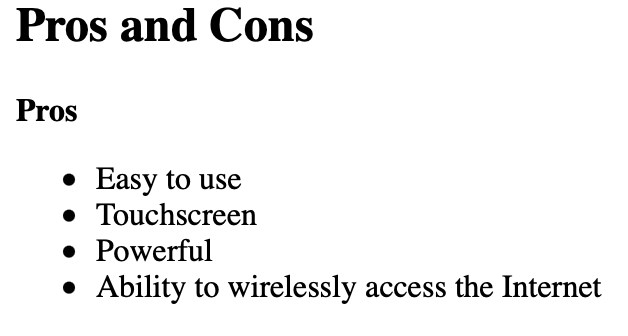 Pros and Cons
Pros
• Easy to use
• Touchscreen
• Powerful
• Ability to wirelessly access the Internet